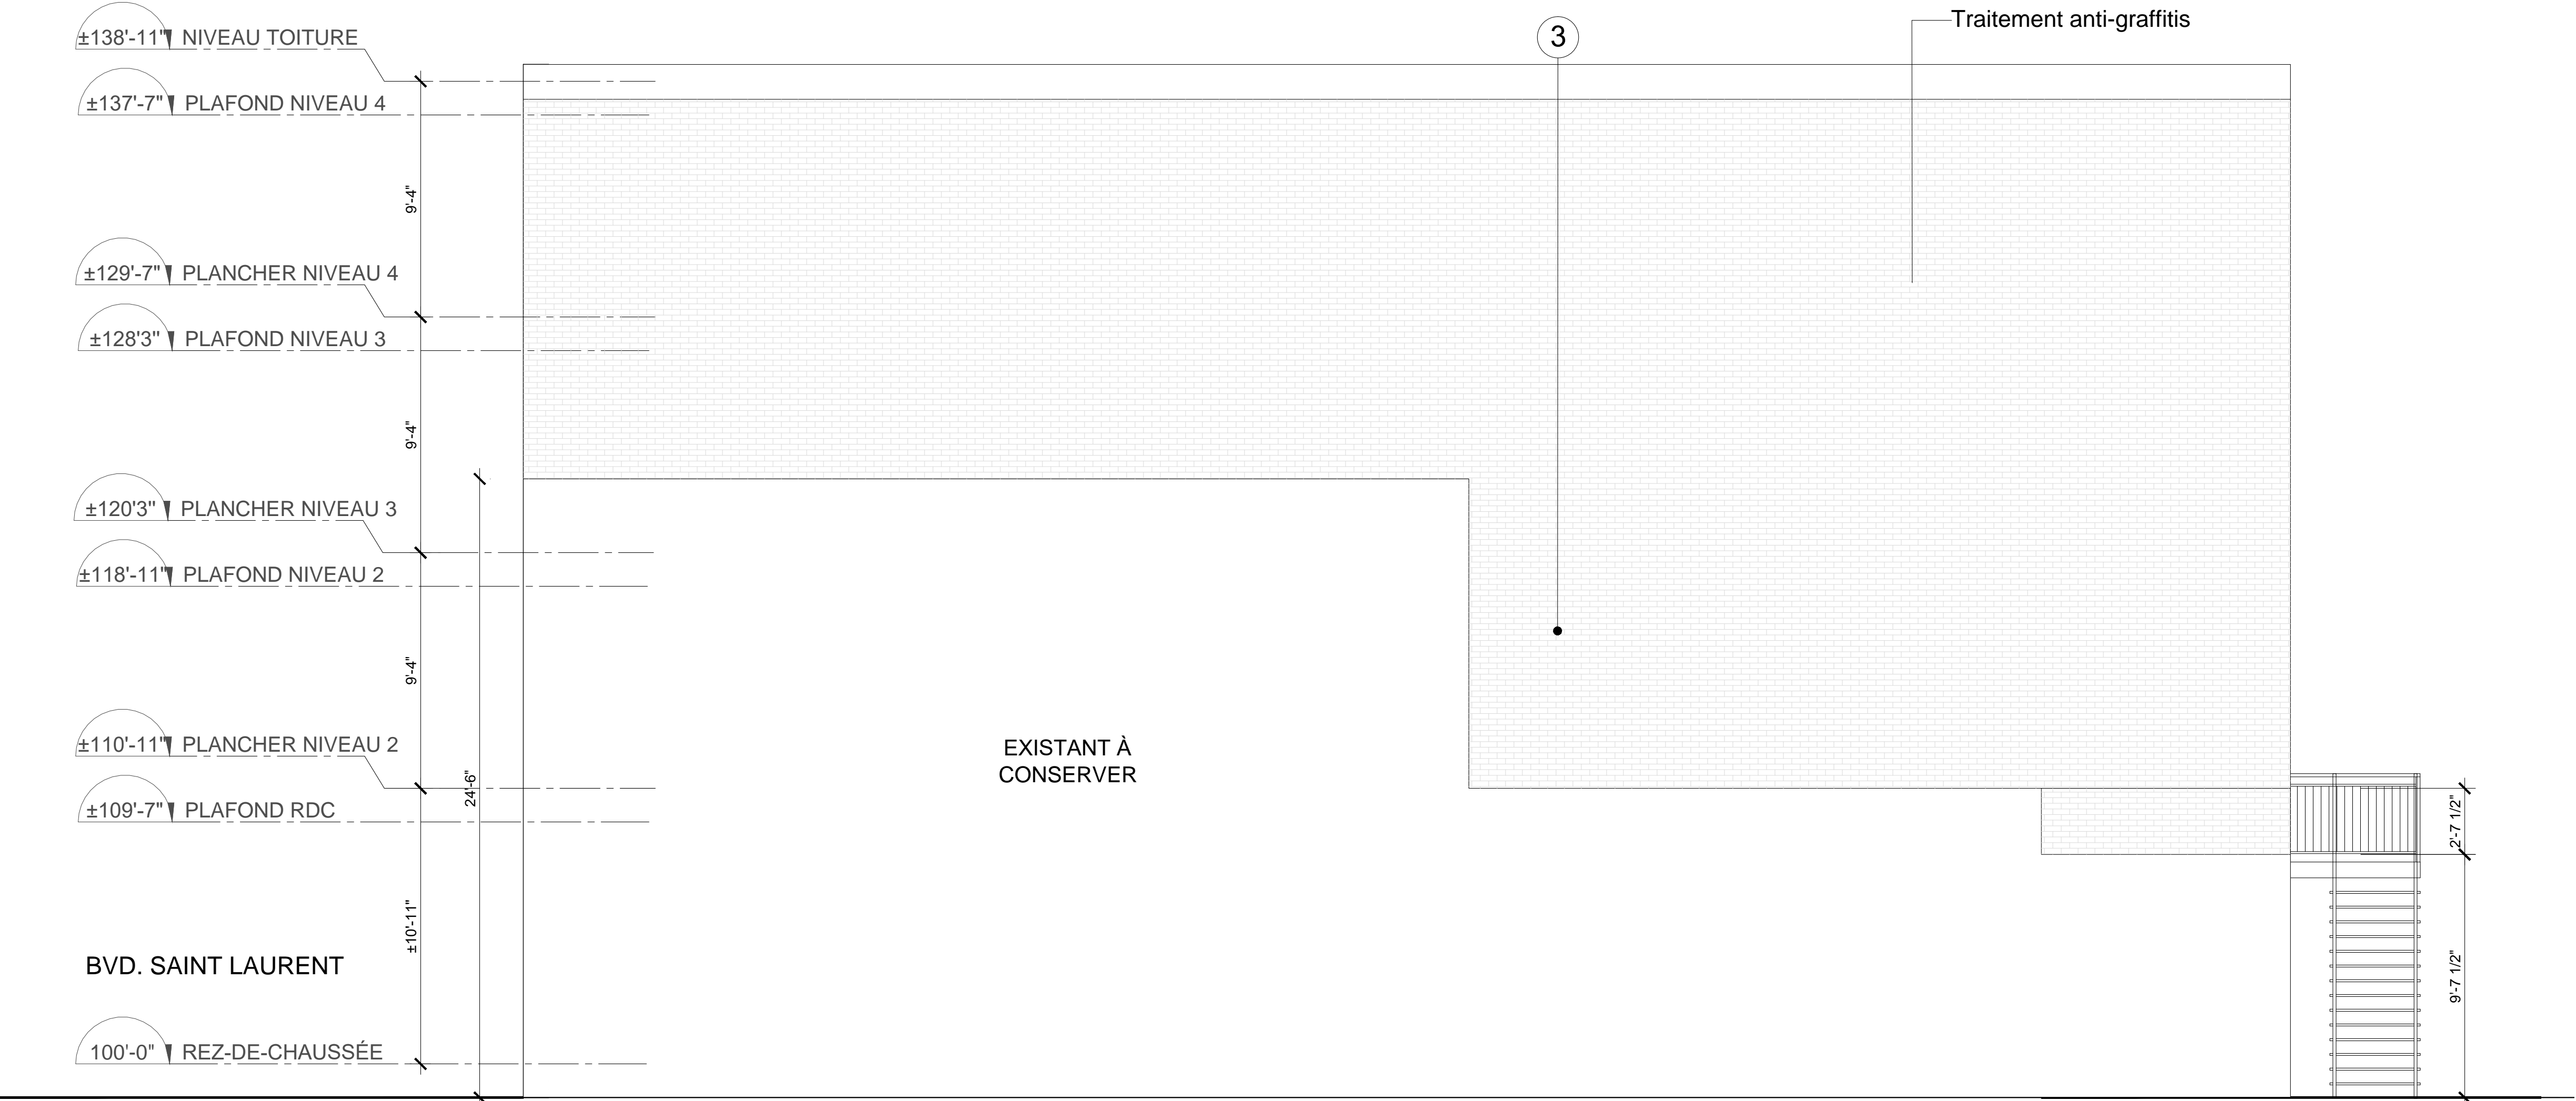 ±138'-11" NIVEAU TOITURE
±137'-7" PLAFOND NIVEAU 4
9'-4"
±129'-7" PLANCHER NIVEAU 4
±128'3" PLAFOND NIVEAU 3
9'-4"
±120'3" PLANCHER NIVEAU 3
±118'-11" PLAFOND NIVEAU 2
9'-4"
±110'-11" PLANCHER NIVEAU 2
±109'-7" PLAFOND RDC
±10'-11"
24'-6"
BVD. SAINT LAURENT
100'-0" REZ-DE-CHAUSSÉE
3
Traitement anti-graffitis
EXISTANT À
CONSERVER
2'-7 1/2"
9'-7 1/2"